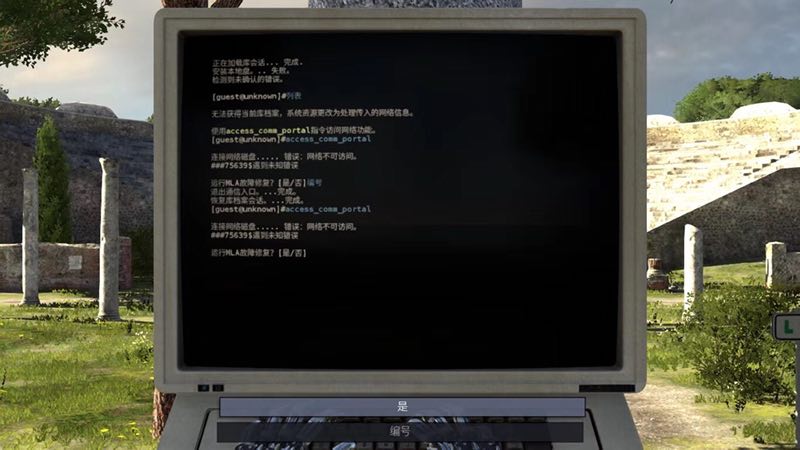 正在加载库会话... 完成.
安装本地盘... 失败。
检测到未确认的错误。
[guest@unknown]#列表
无法获得当前库档案，系统资源更改为处理传入的网络信息。
使用access_comm_portal指令访问网络功能。
[guest@unknown]#access_comm_portal
连接网络磁盘..... 错误: 网络不可访问。
###75639$遇到未知错误
运行MLA故障修复? [是/否]编号
退出通信入口....完成。
恢复库档案会话....完成。
[guest@unknown]#access_comm_portal
连接网络磁盘..... 错误: 网络不可访问。
###75639$遇到未知错误
运行MLA故障修复? [是/否]
L
是
编号